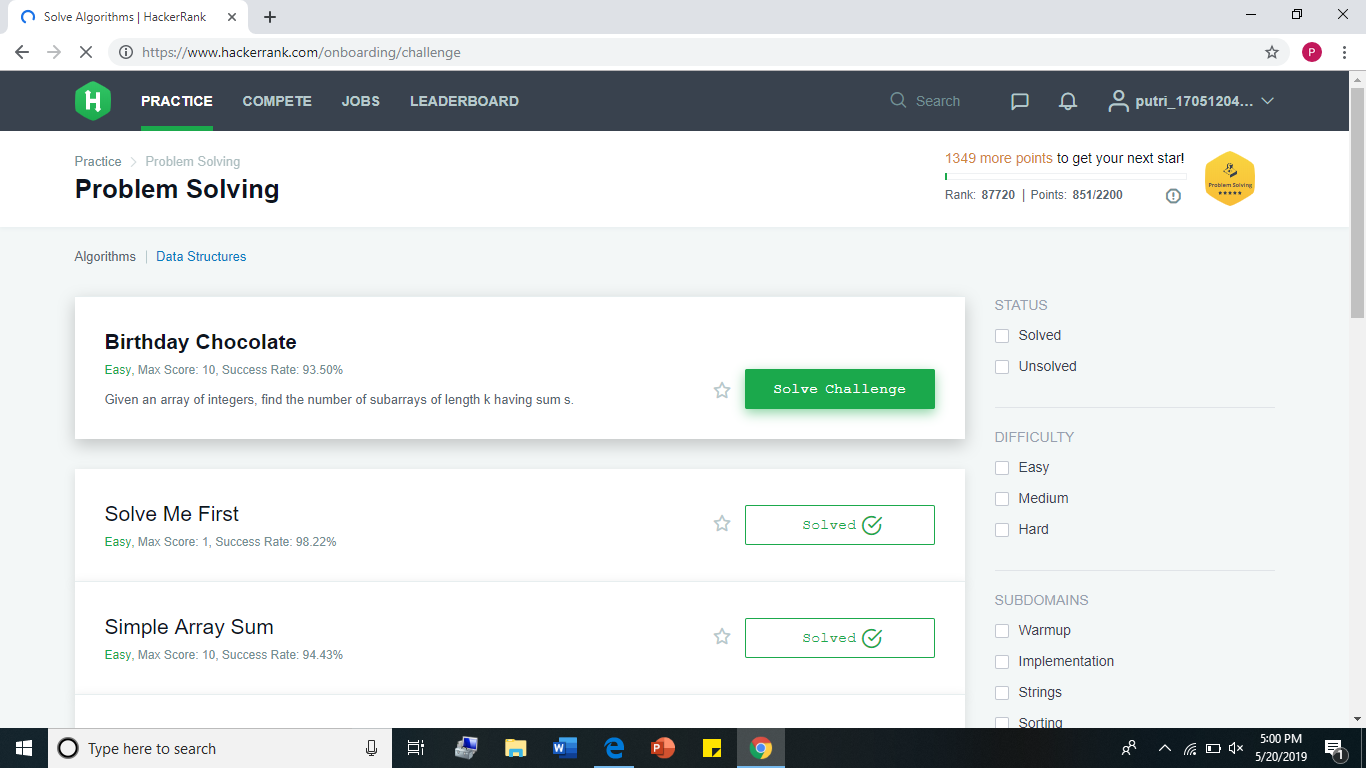 Solve Algorithms | HackerRank
https://www.hackerrank.com/onboarding/challenge
P
H
PRACTICE COMPETE JOBS LEADERBOARD Search putri_17051204...
Practice Problem Solving
Problem Solving
1349 more points to get your next star!
Rank: 87720 | Points: 851/2200
Problem Solving
Algorithms | Data Structures
Birthday Chocolate
Easy, Max Score: 10, Success Rate: 93.50%
Given an array of integers, find the number of subarrays of length k having sum s.
Solve Challenge
Solve Me First
Easy, Max Score: 1, Success Rate: 98.22%
Solved
Simple Array Sum
Easy, Max Score: 10, Success Rate: 94.43%
Solved
STATUS
Solved
Unsolved
DIFFICULTY
Easy
Medium
Hard
SUBDOMAINS
Warmup
Implementation
Strings
Sorting
Type here to search
5:00 PM
5/20/2019
1